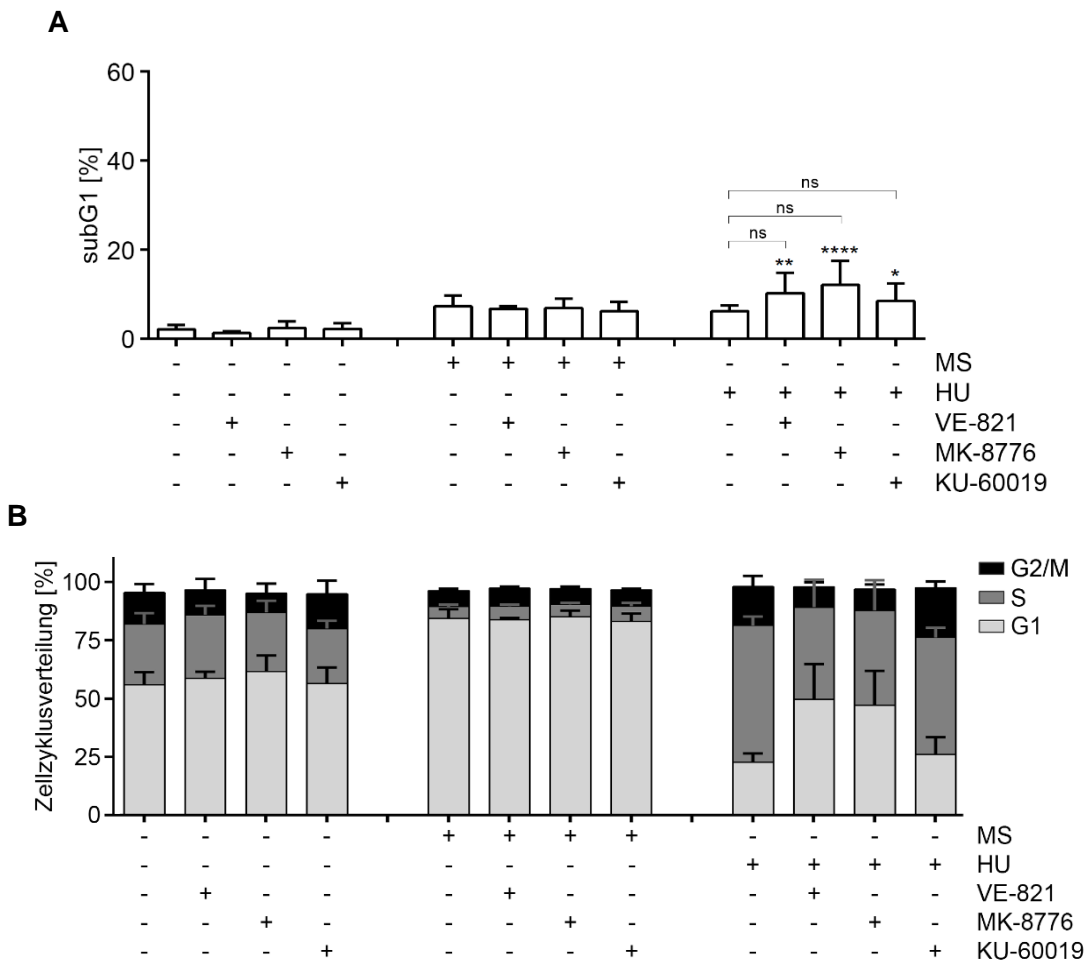 A
60
40
20
0
subG1 [%]
ns
ns
ns
** **** *
- - - - + + + + - - - - MS
- - - - - - - - + + + + HU
- + - - - + - - - + - - VE-821
- - + - - - + - - - + - MK-8776
- - - + - - - + - - - + KU-60019
B
100
75
50
25
0
Zellzyklusverteilung [%]
G2/M
S
G1
- - - - + + + + - - - - MS
- - - - - - - - + + + + HU
- + - - - + - - - + - - VE-821
- - + - - - + - - - + - MK-8776
- - - + - - - + - - - + KU-60019